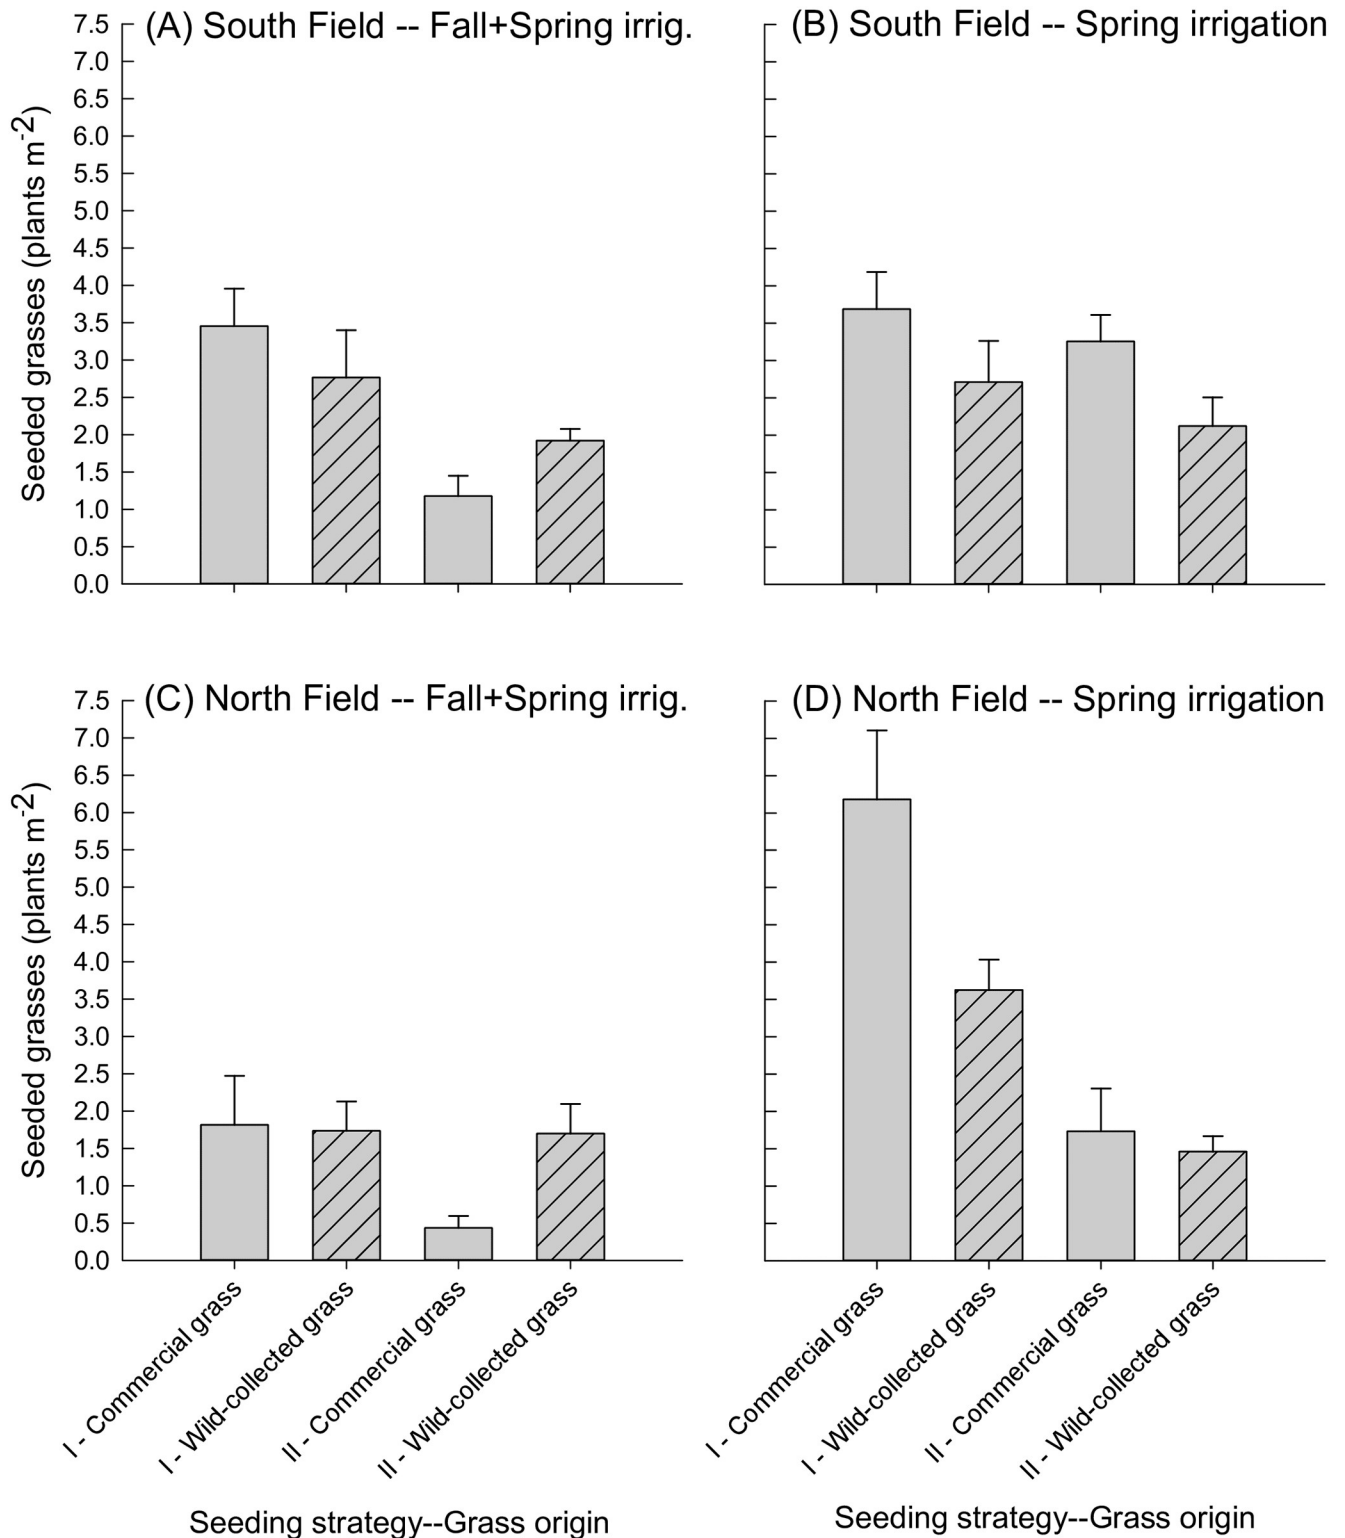 (A) South Field -- Fall+Spring irrig.
(B) South Field -- Spring irrigation
Seeded grasses (plants m-2)
7.5
7.0
6.5
6.0
5.5
5.0
4.5
4.0
3.5
3.0
2.5
2.0
1.5
1.0
0.5
0.0
(C) North Field -- Fall+Spring irrig.
(D) North Field -- Spring irrigation
Seeded grasses (plants m-2)
7.5
7.0
6.5
6.0
5.5
5.0
4.5
4.0
3.5
3.0
2.5
2.0
1.5
1.0
0.5
0.0
I - Commercial grass
I - Wild-collected grass
II - Commercial grass
II - Wild-collected grass
I - Commercial grass
I - Wild-collected grass
II - Commercial grass
II - Wild-collected grass
Seeding strategy--Grass origin
Seeding strategy--Grass origin